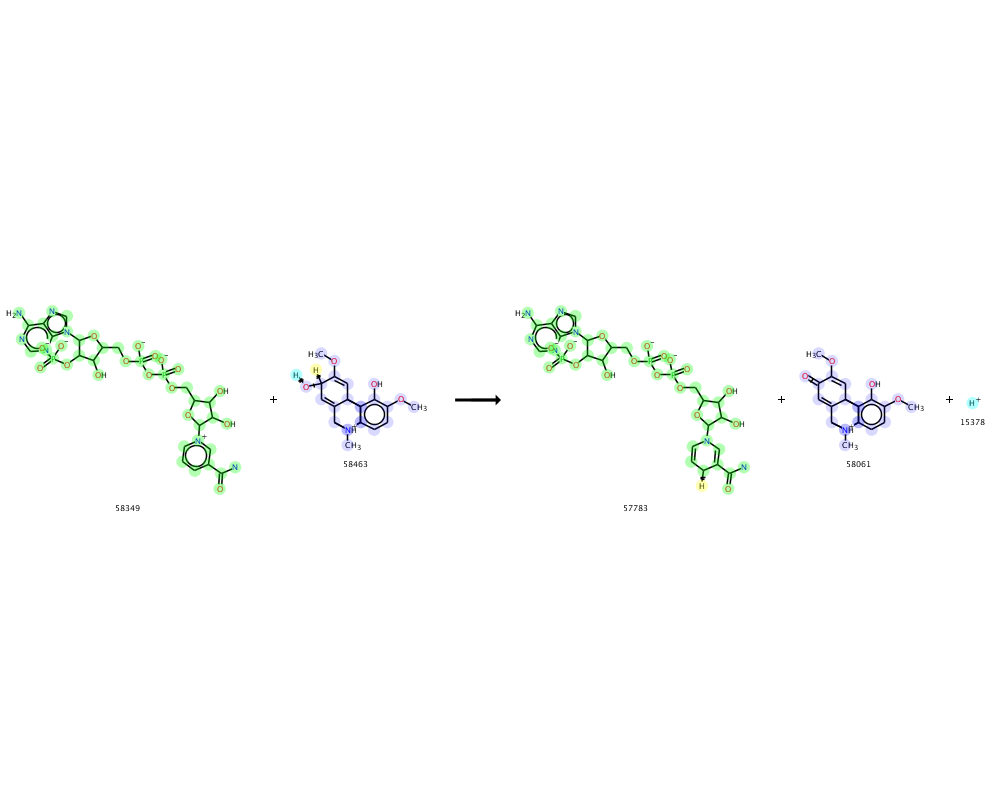 H₂N N N N N N O O O⁻ O⁻ O P O O⁻ O P O O⁻ O P O O OH OH OH O N⁺ N O
58349
+
H H O H₃C O OH O CH₃ NH⁺ CH₃
58463
H₂N N N N N N O O O⁻ O⁻ O P O O⁻ O P O O⁻ O P O O OH OH OH O N N O H
57783
+
O H₃C O OH O CH₃ NH⁺ CH₃
58061
+
H⁺
15378